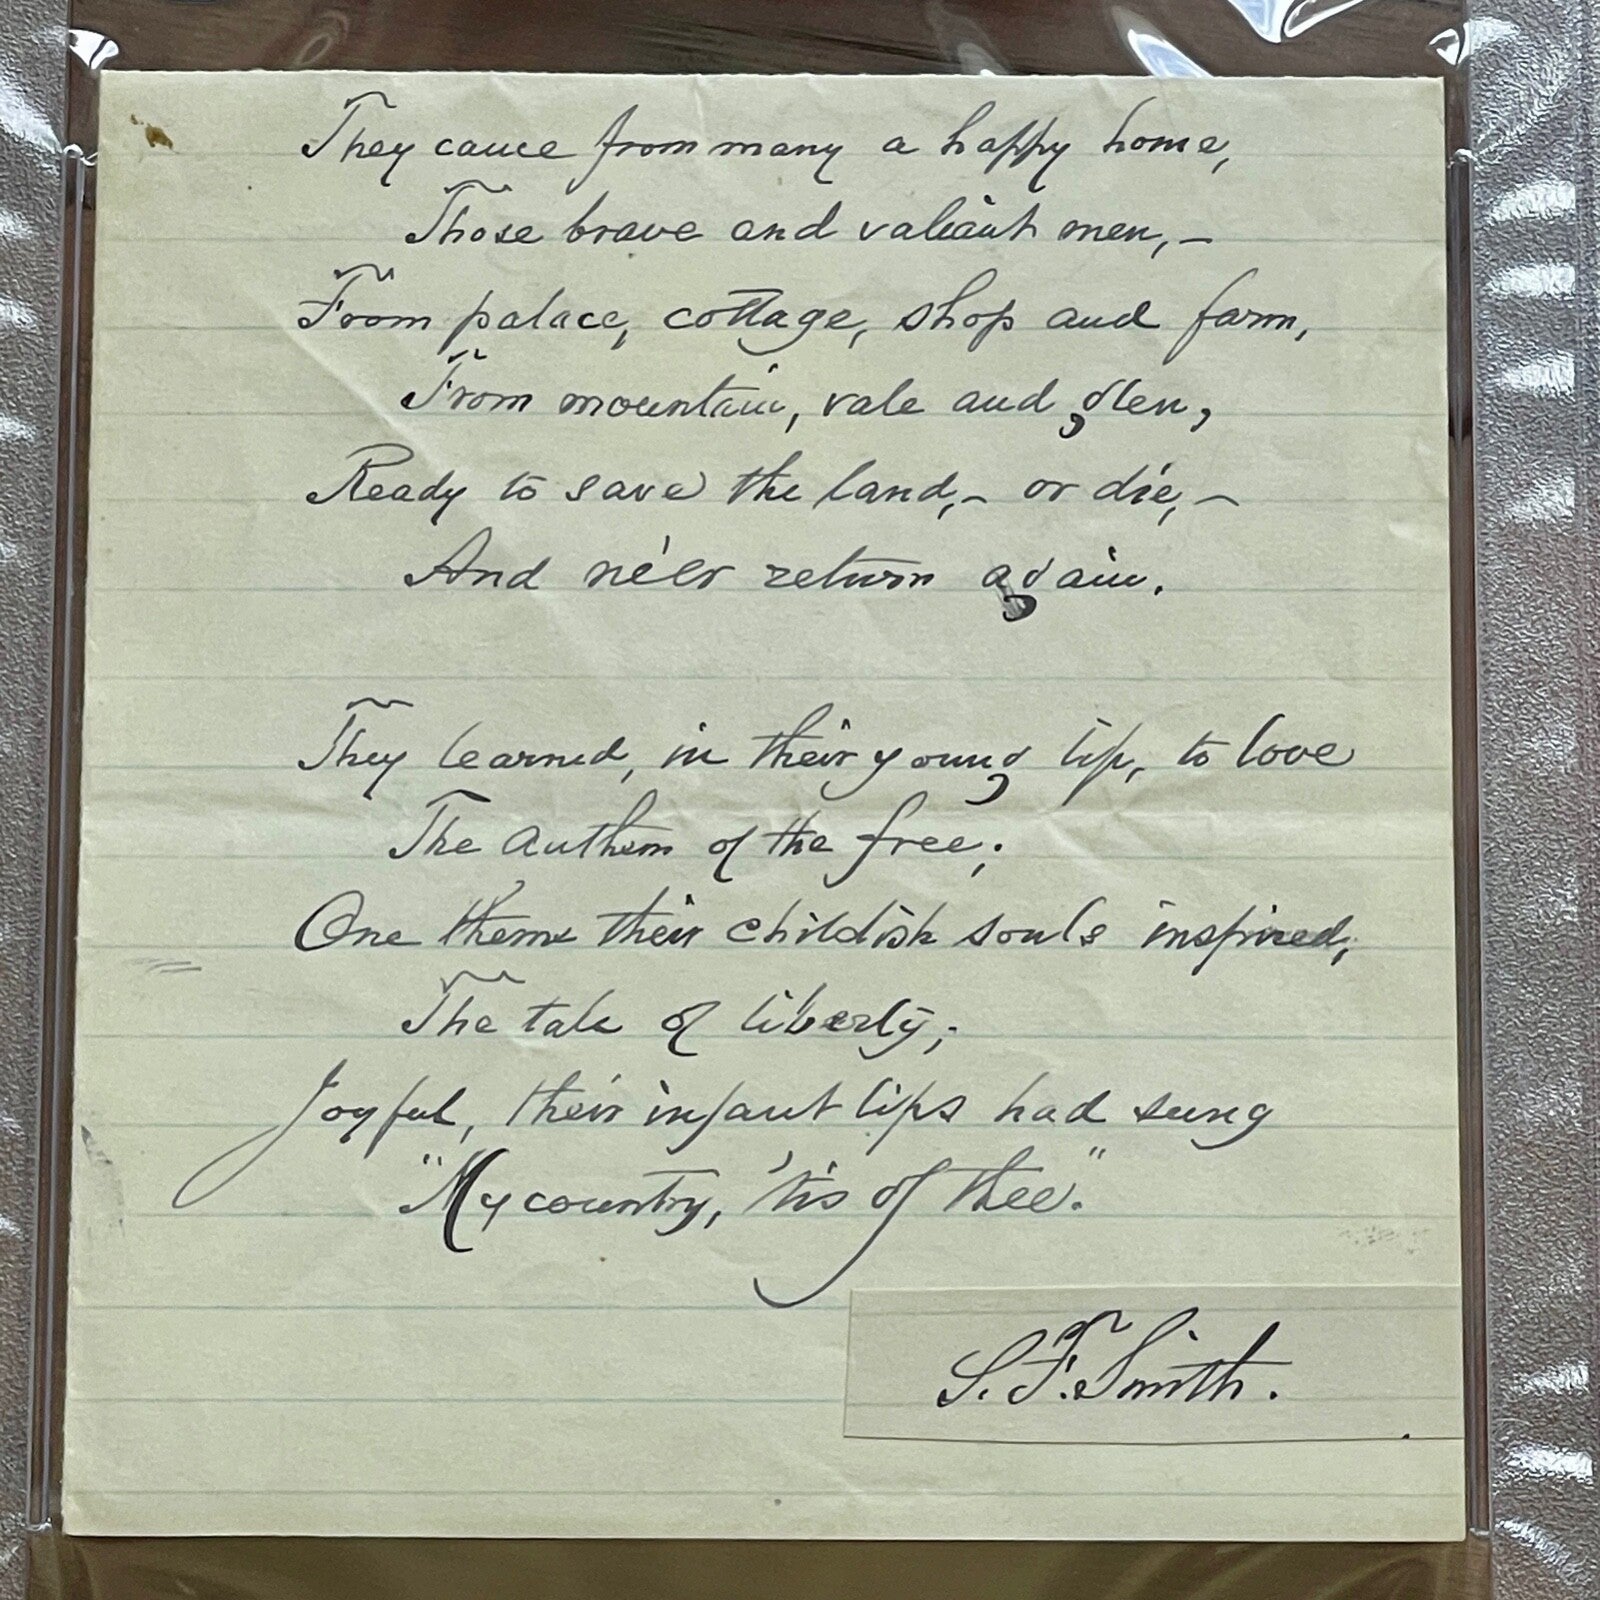 They came from many a happy home,
Those brave and valiant men,–
From palace, cottage, shop and farm,
From mountain, vale and glen,
Ready to save the land,– or die,–
And ne'er return again.
They learned, in their young lip, to love
The anthem of the free;
One theme their childish souls inspired,
The tale of liberty;
Joyful, their infant lips had sung
"My country, 'tis of thee."
S. F. Smith.